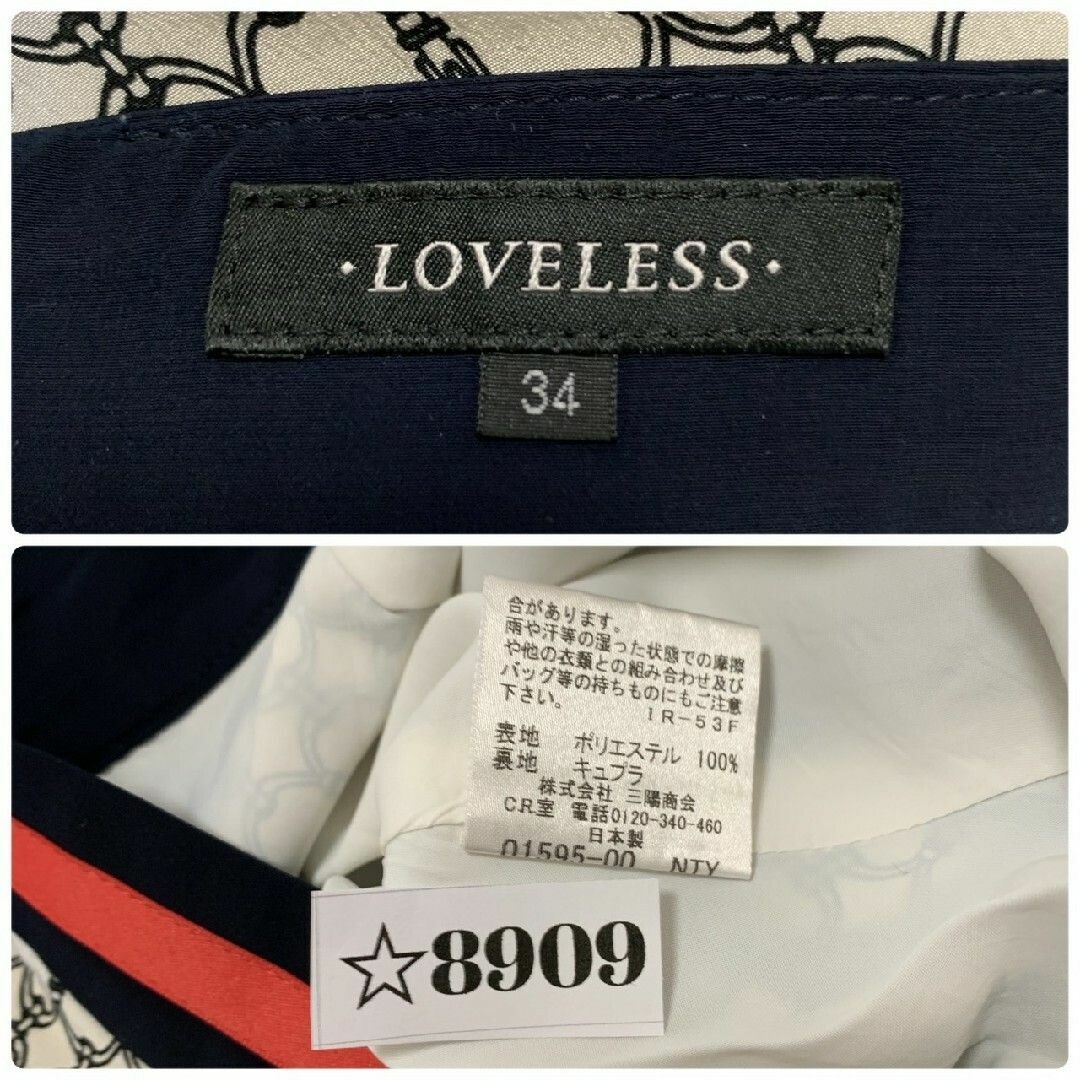 ·LOVELESS·
34
合があります。
雨や汗等の湿った状態での摩擦
や他の衣類との組み合わせ及び
バッグ等の持ちものにもご注意
下さい。
IR-53F
表地 ポリエステル 100%
裏地 キュプラ
株式会社 三陽商会
C.R室 電話0120-340-460
日本製
01595-00 NTY
☆8909